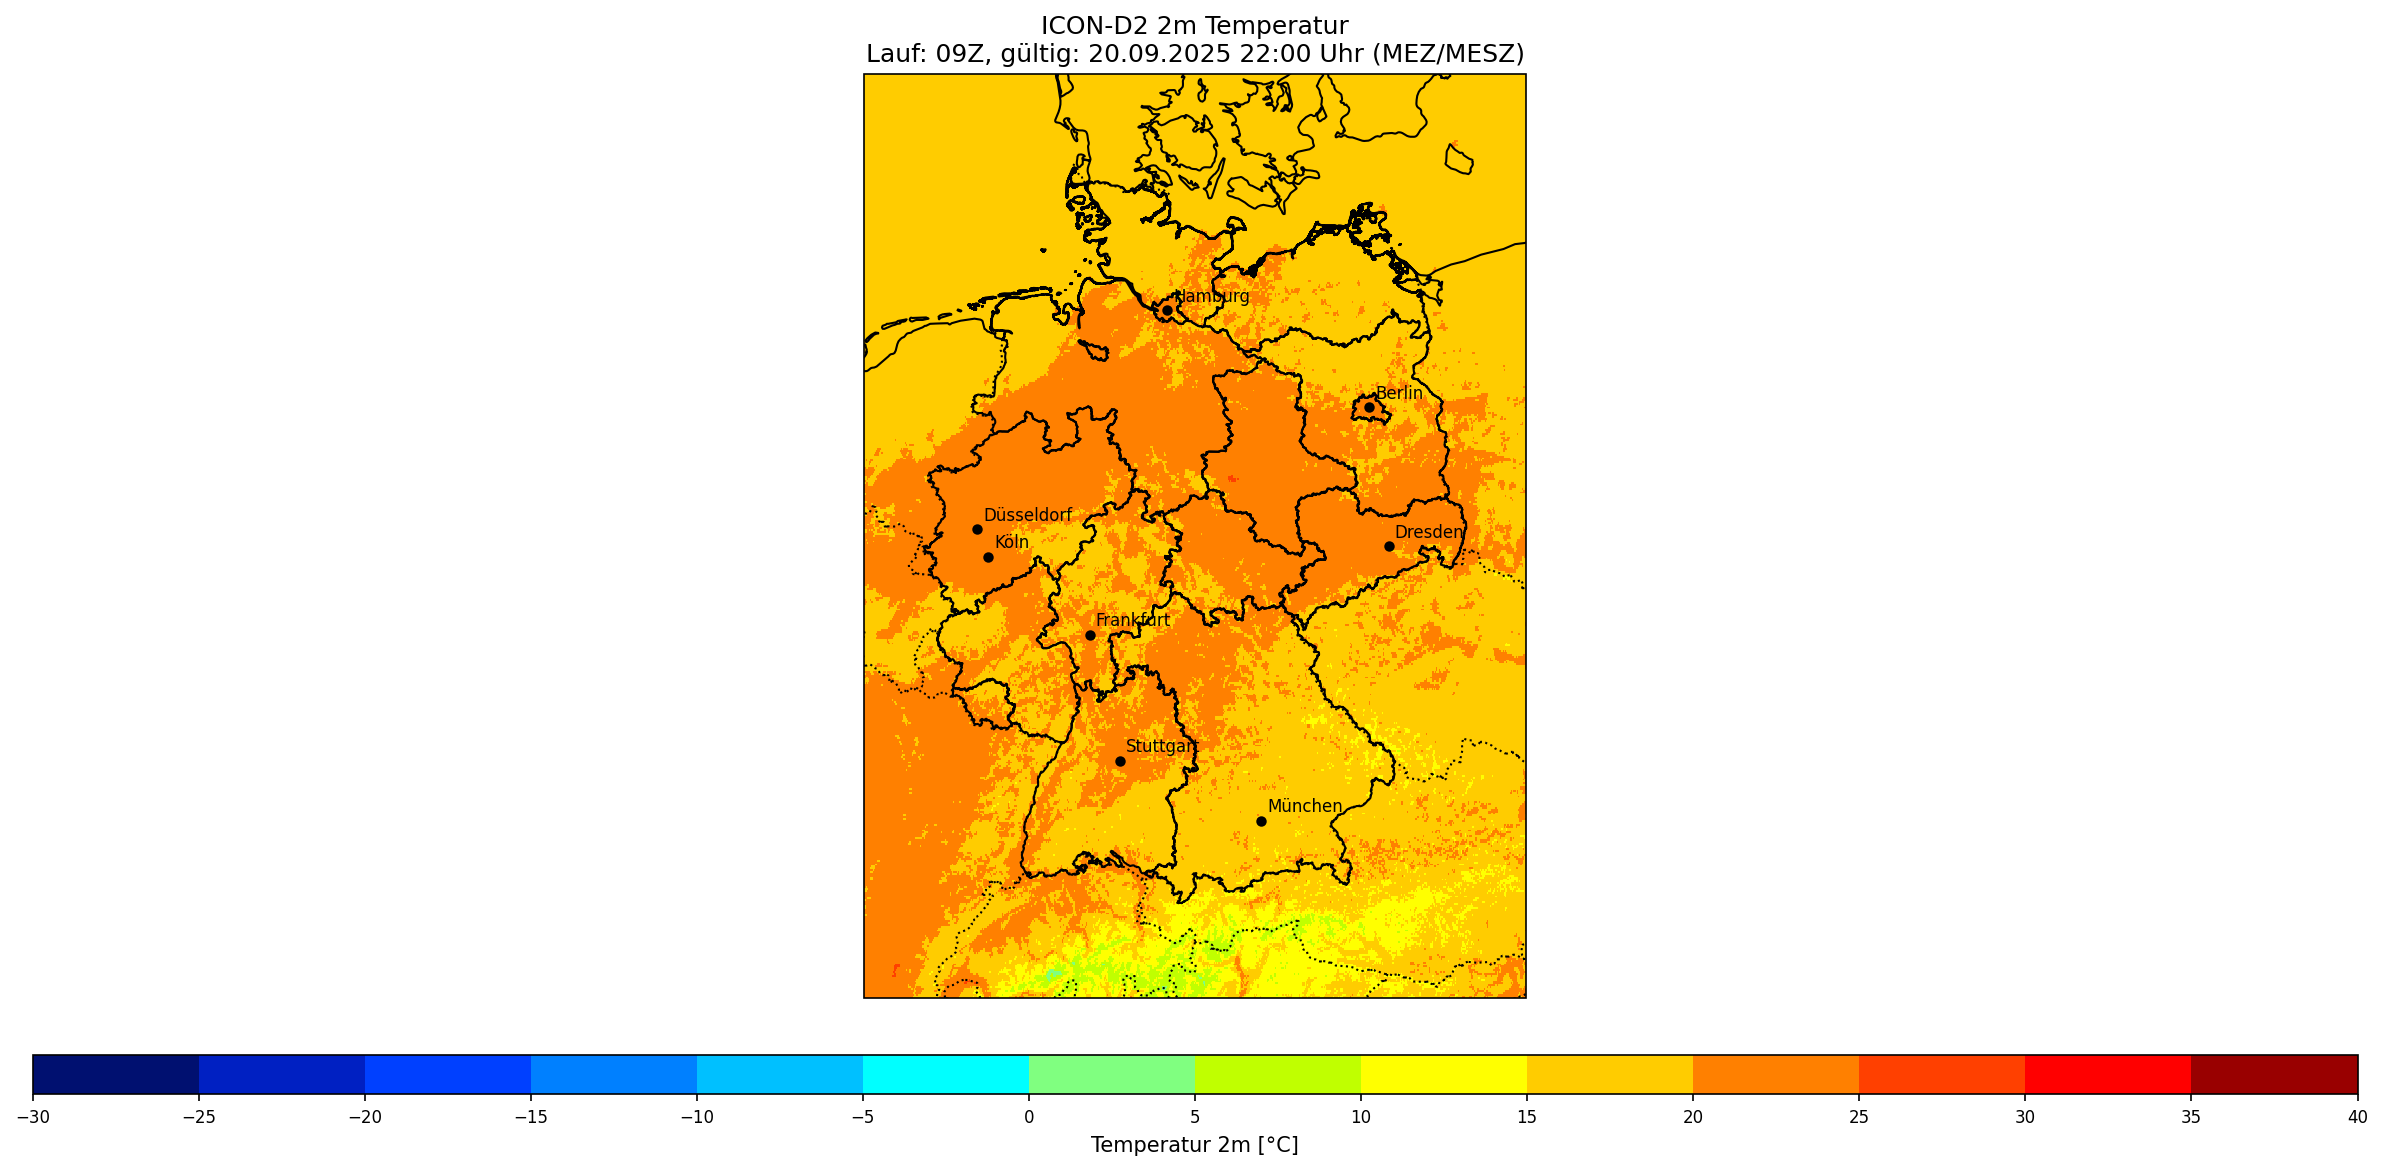 ICON-D2 2m Temperatur
Lauf: 09Z, gültig: 20.09.2025 22:00 Uhr (MEZ/MESZ)
Hamburg
Berlin
Düsseldorf
Dresden
Köln
Frankfurt
Stuttgart
München
−30 −25 −20 −15 −10 −5 0 5 10 15 20 25 30 35 40
Temperatur 2m [°C]